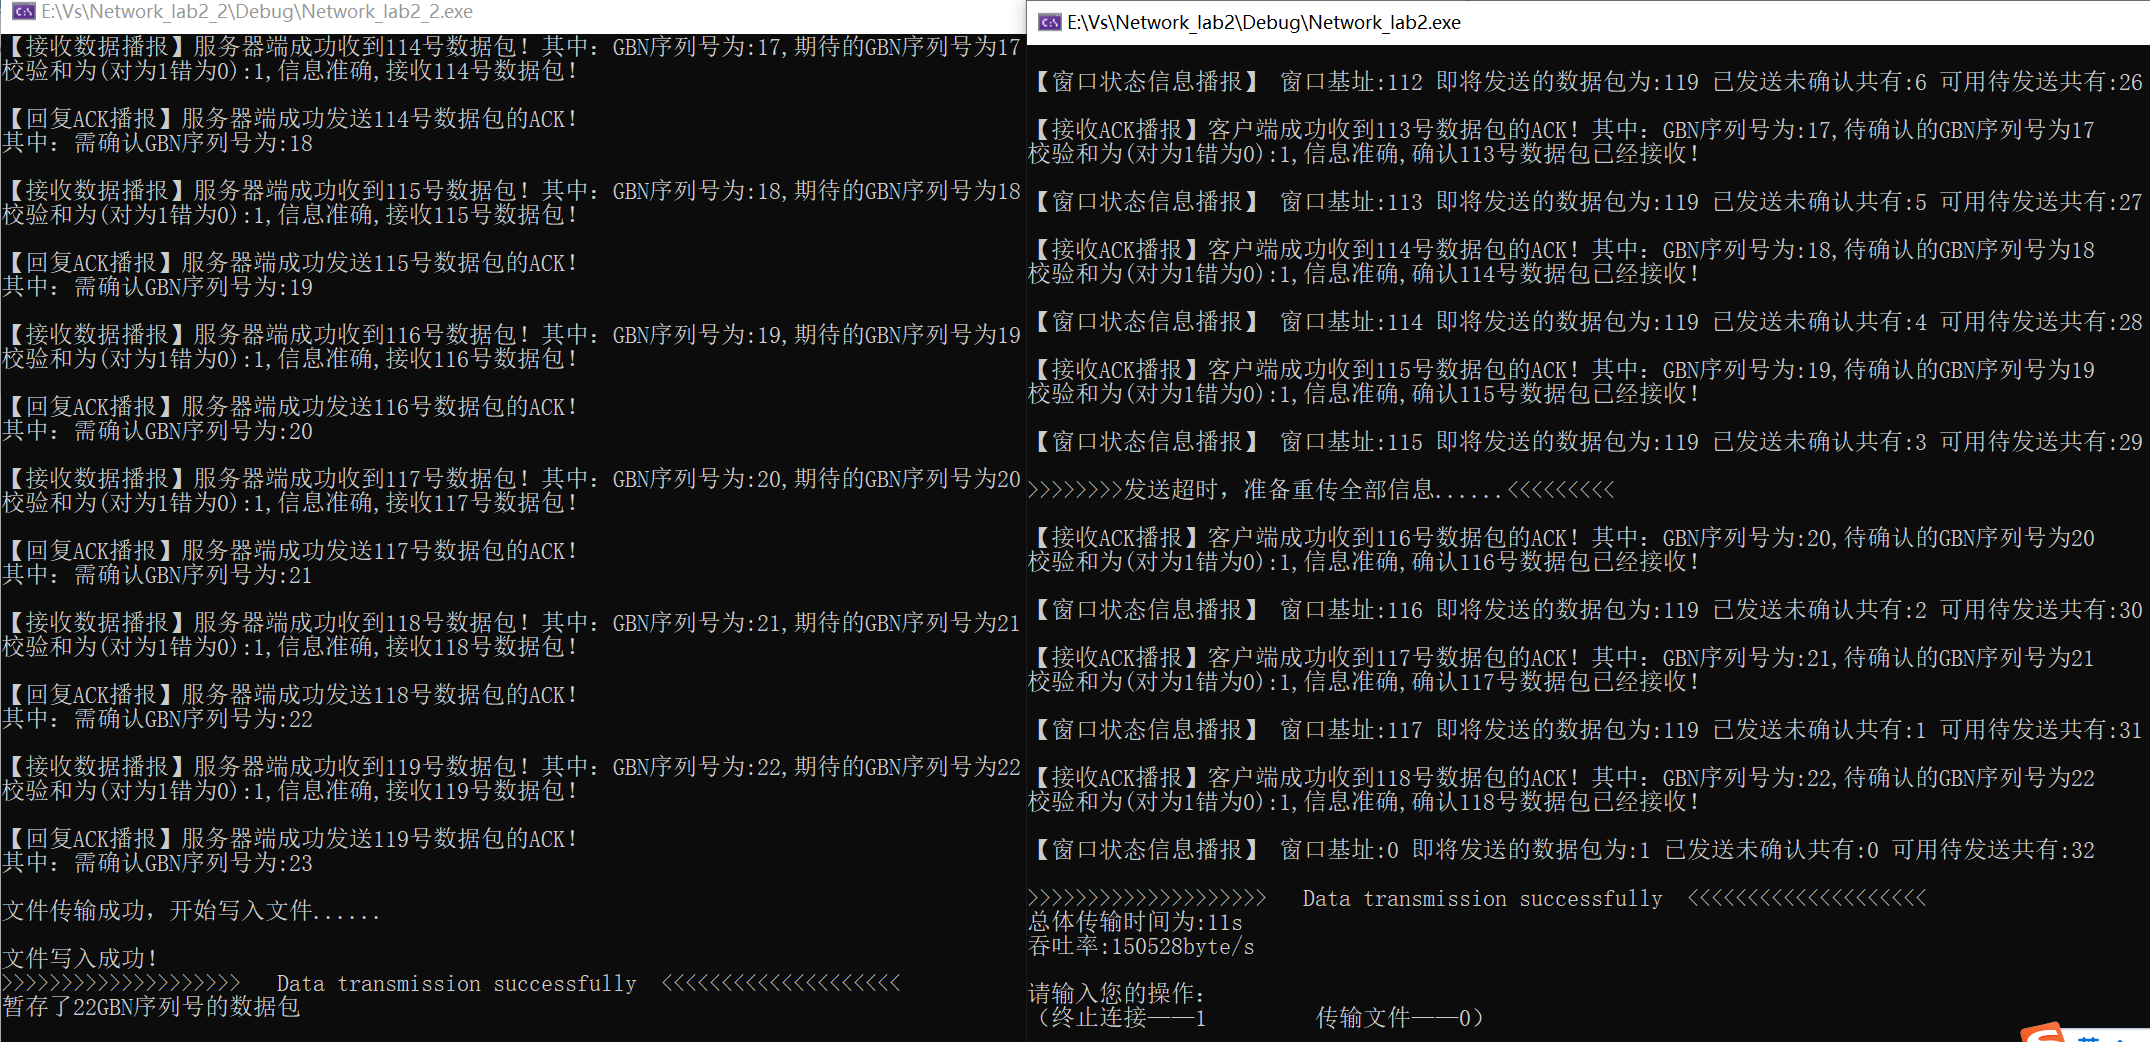 E:\Vs\Network_lab2_2\Debug\Network_lab2_2.exe
【接收数据播报】服务器端成功收到114号数据包！其中：GBN序列号为:17,期待的GBN序列号为17
校验和为(对为1错为0):1,信息准确,接收114号数据包！
【回复ACK播报】服务器端成功发送114号数据包的ACK！
其中：需确认GBN序列号为:18
【接收数据播报】服务器端成功收到115号数据包！其中：GBN序列号为:18,期待的GBN序列号为18
校验和为(对为1错为0):1,信息准确,接收115号数据包！
【回复ACK播报】服务器端成功发送115号数据包的ACK！
其中：需确认GBN序列号为:19
【接收数据播报】服务器端成功收到116号数据包！其中：GBN序列号为:19,期待的GBN序列号为19
校验和为(对为1错为0):1,信息准确,接收116号数据包！
【回复ACK播报】服务器端成功发送116号数据包的ACK！
其中：需确认GBN序列号为:20
【接收数据播报】服务器端成功收到117号数据包！其中：GBN序列号为:20,期待的GBN序列号为20
校验和为(对为1错为0):1,信息准确,接收117号数据包！
【回复ACK播报】服务器端成功发送117号数据包的ACK！
其中：需确认GBN序列号为:21
【接收数据播报】服务器端成功收到118号数据包！其中：GBN序列号为:21,期待的GBN序列号为21
校验和为(对为1错为0):1,信息准确,接收118号数据包！
【回复ACK播报】服务器端成功发送118号数据包的ACK！
其中：需确认GBN序列号为:22
【接收数据播报】服务器端成功收到119号数据包！其中：GBN序列号为:22,期待的GBN序列号为22
校验和为(对为1错为0):1,信息准确,接收119号数据包！
【回复ACK播报】服务器端成功发送119号数据包的ACK！
其中：需确认GBN序列号为:23
文件传输成功，开始写入文件......
文件写入成功！
>>>>>>>>>>>>>>>>>>>>   Data transmission successfully  <<<<<<<<<<<<<<<<<<<<
暂存了22GBN序列号的数据包
E:\Vs\Network_lab2\Debug\Network_lab2.exe
【窗口状态信息播报】 窗口基址:112 即将发送的数据包为:119 已发送未确认共有:6 可用待发送共有:26
【接收ACK播报】客户端成功收到113号数据包的ACK！其中：GBN序列号为:17,待确认的GBN序列号为17
校验和为(对为1错为0):1,信息准确,确认113号数据包已经接收！
【窗口状态信息播报】 窗口基址:113 即将发送的数据包为:119 已发送未确认共有:5 可用待发送共有:27
【接收ACK播报】客户端成功收到114号数据包的ACK！其中：GBN序列号为:18,待确认的GBN序列号为18
校验和为(对为1错为0):1,信息准确,确认114号数据包已经接收！
【窗口状态信息播报】 窗口基址:114 即将发送的数据包为:119 已发送未确认共有:4 可用待发送共有:28
【接收ACK播报】客户端成功收到115号数据包的ACK！其中：GBN序列号为:19,待确认的GBN序列号为19
校验和为(对为1错为0):1,信息准确,确认115号数据包已经接收！
【窗口状态信息播报】 窗口基址:115 即将发送的数据包为:119 已发送未确认共有:3 可用待发送共有:29
>>>>>>>>发送超时，准备重传全部信息......<<<<<<<<<
【接收ACK播报】客户端成功收到116号数据包的ACK！其中：GBN序列号为:20,待确认的GBN序列号为20
校验和为(对为1错为0):1,信息准确,确认116号数据包已经接收！
【窗口状态信息播报】 窗口基址:116 即将发送的数据包为:119 已发送未确认共有:2 可用待发送共有:30
【接收ACK播报】客户端成功收到117号数据包的ACK！其中：GBN序列号为:21,待确认的GBN序列号为21
校验和为(对为1错为0):1,信息准确,确认117号数据包已经接收！
【窗口状态信息播报】 窗口基址:117 即将发送的数据包为:119 已发送未确认共有:1 可用待发送共有:31
【接收ACK播报】客户端成功收到118号数据包的ACK！其中：GBN序列号为:22,待确认的GBN序列号为22
校验和为(对为1错为0):1,信息准确,确认118号数据包已经接收！
【窗口状态信息播报】 窗口基址:0 即将发送的数据包为:1 已发送未确认共有:0 可用待发送共有:32
>>>>>>>>>>>>>>>>>>>>   Data transmission successfully  <<<<<<<<<<<<<<<<<<<<
总体传输时间为:11s
吞吐率:150528byte/s
请输入您的操作：
（终止连接——1         传输文件——0）